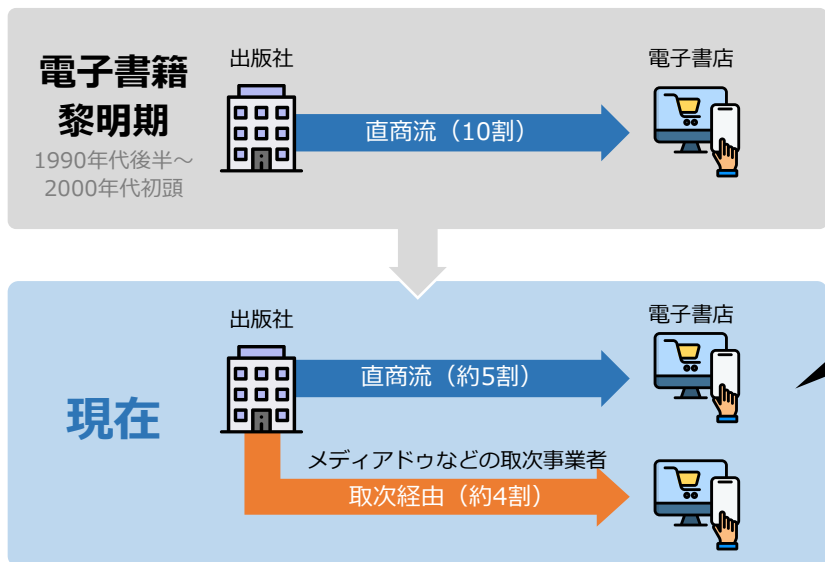 電子書籍
黎明期
1990年代後半～
2000年代初頭
出版社
電子書店
直商流（10割）
現在
出版社
電子書店
直商流（約5割）
メディアドゥなどの取次事業者
取次経由（約4割）